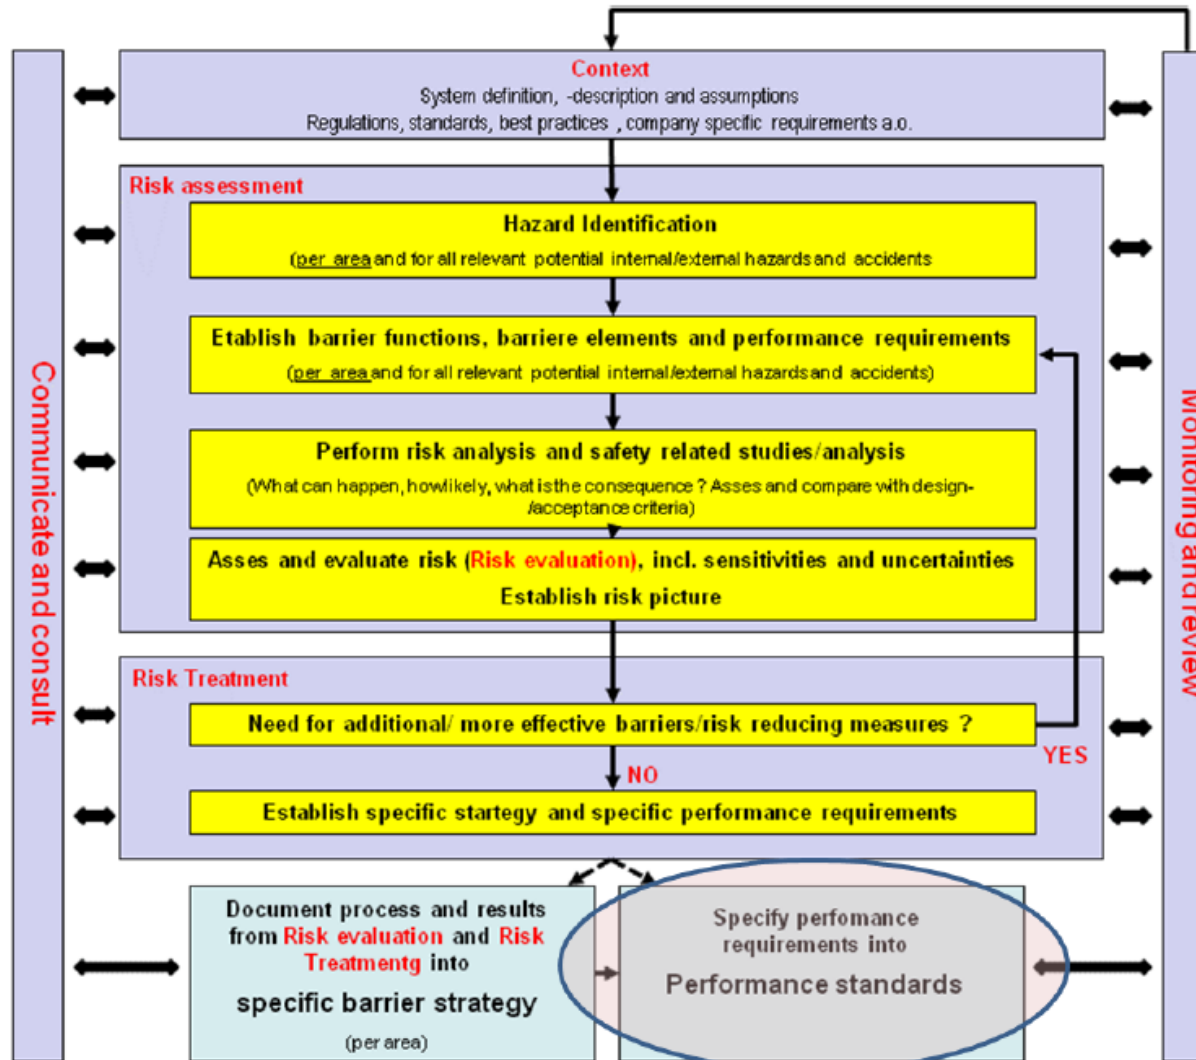 Context
System definition, -description and assumptions
Regulations, standards, best practices , company specific requirements a.o.
Risk assessment
Hazard Identification
(per area and for all relevant potential internal/external hazards and accidents
Etablish barrier functions, barriere elements and performance requirements
(per area and for all relevant potential internal/external hazards and accidents)
Perform risk analysis and safety related studies/analysis
(What can happen, how likely, what is the consequence ? Asses and compare with design-
/acceptance criteria)
Asses and evaluate risk (Risk evaluation), incl. sensitivities and uncertainties
Establish risk picture
Risk Treatment
Need for additional/ more effective barriers/risk reducing measures ?
YES
NO
Establish specific startegy and specific performance requirements
Document process and results
from Risk evaluation and Risk
Treatmentg into
specific barrier strategy
(per area)
Specify perfomance
requirements into
Performance standards
Communicate and consult
Monitoring and review